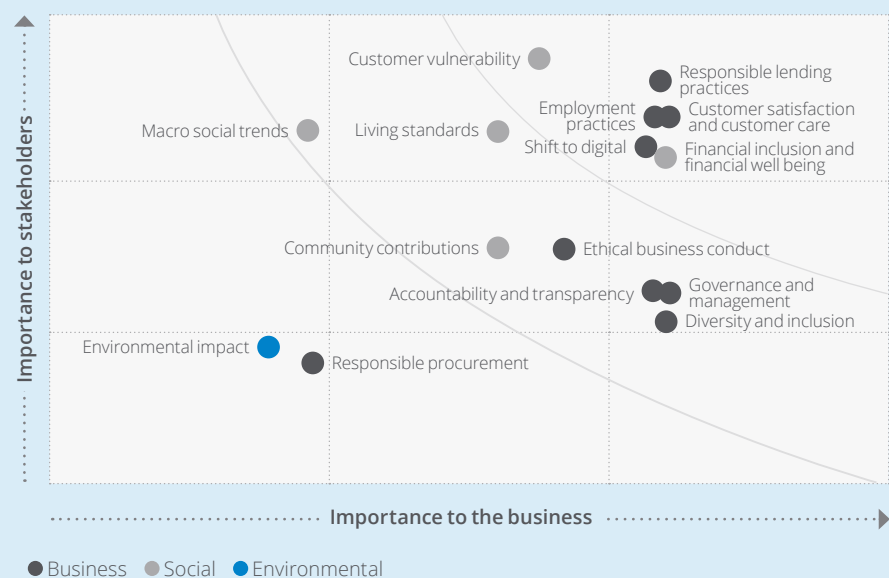 Importance to stakeholders
Customer vulnerability
Responsible lending
practices
Macro social trends
Living standards
Employment
practices
Customer satisfaction
and customer care
Shift to digital
Financial inclusion and
financial well being
Community contributions
Ethical business conduct
Accountability and transparency
Governance and
management
Diversity and inclusion
Environmental impact
Responsible procurement
Importance to the business
Business Social Environmental